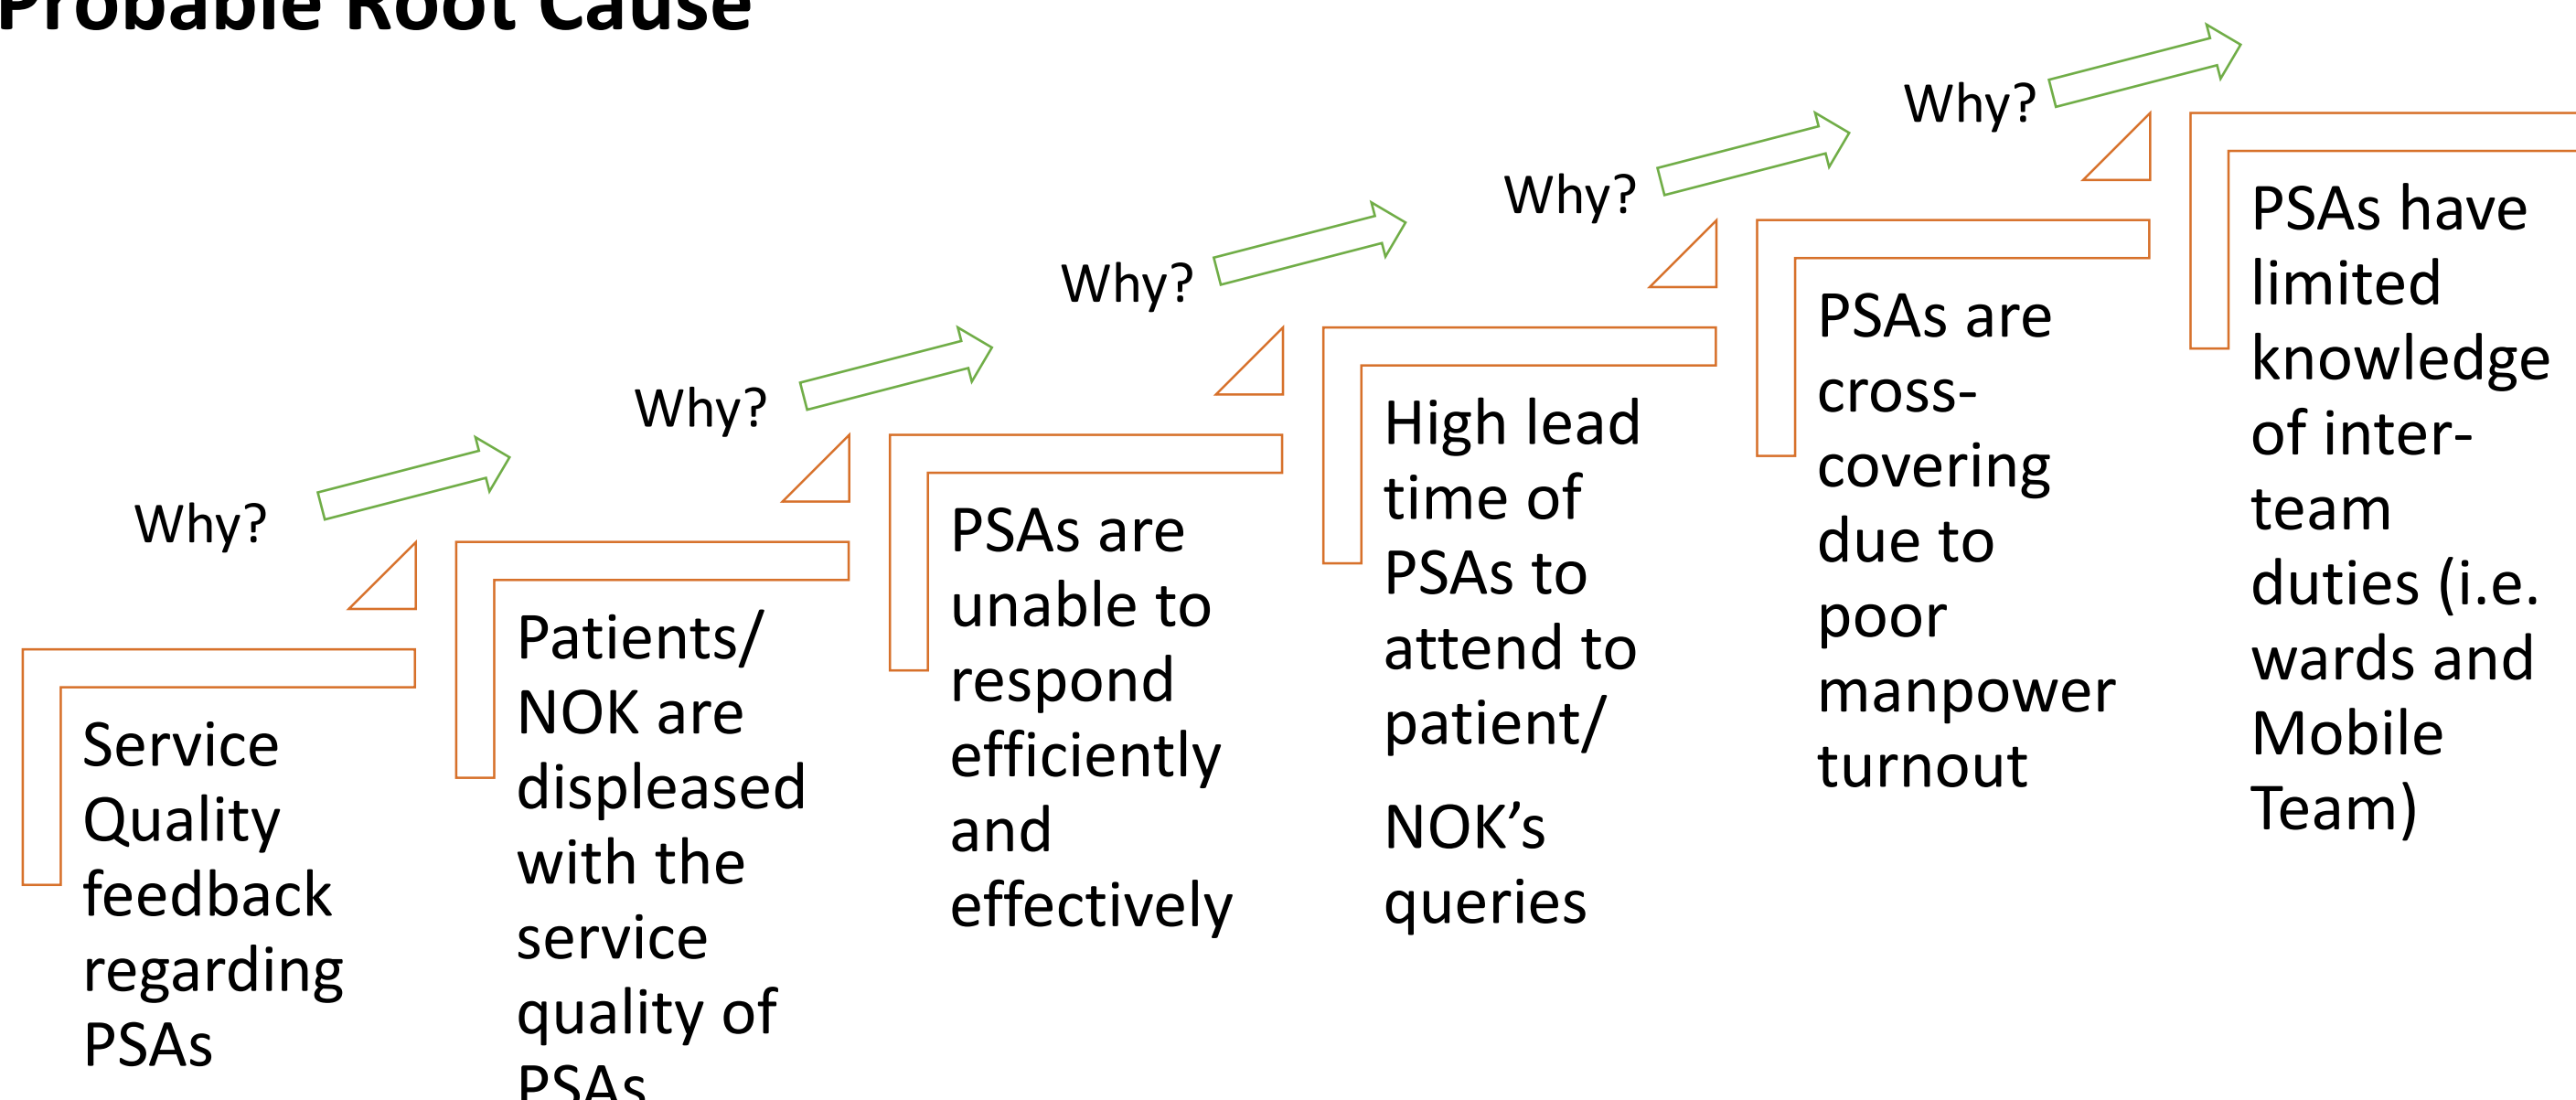 Probable Root Cause
Why?
Why?
Why?
Why?
Why?
Service
Quality
feedback
regarding
PSAs
Patients/
NOK are
displeased
with the
service
quality of
PSAs
PSAs are
unable to
respond
efficiently
and
effectively
High lead
time of
PSAs to
attend to
patient/
NOK’s
queries
PSAs are
cross-
covering
due to
poor
manpower
turnout
PSAs have
limited
knowledge
of inter-
team
duties (i.e.
wards and
Mobile
Team)